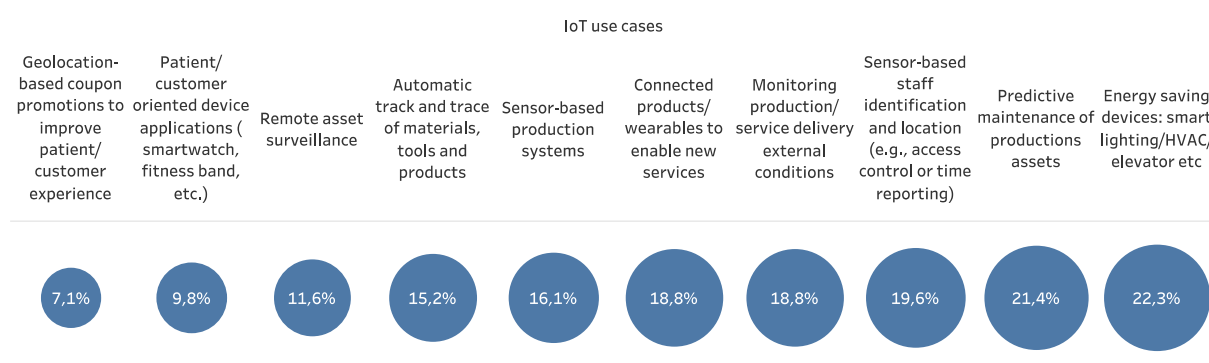 IoT use cases
Geolocation-
based coupon
promotions to
improve
patient/
customer
experience
Patient/
customer
oriented device
applications (
smartwatch,
fitness band,
etc.)
Remote asset
surveillance
Automatic
track and trace
of materials,
tools and
products
Sensor-based
production
systems
Connected
products/
wearables to
enable new
services
Monitoring
production/
service delivery
external
conditions
Sensor-based
staff
identification
and location
(e.g., access
control or time
reporting)
Predictive
maintenance of
productions
assets
Energy saving
devices: smart
lighting/HVAC/
elevator etc
7,1%
9,8%
11,6%
15,2%
16,1%
18,8%
18,8%
19,6%
21,4%
22,3%